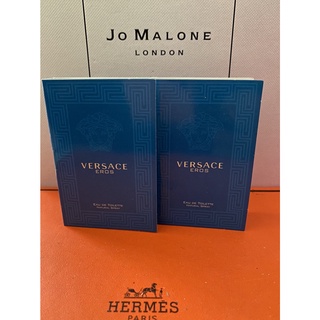 JO MALONE
LONDON
VERSACE
EROS
EAU DE TOILETTE
VERSACE
EROS
EAU DE TOILETTE
HERMÈS
PARIS